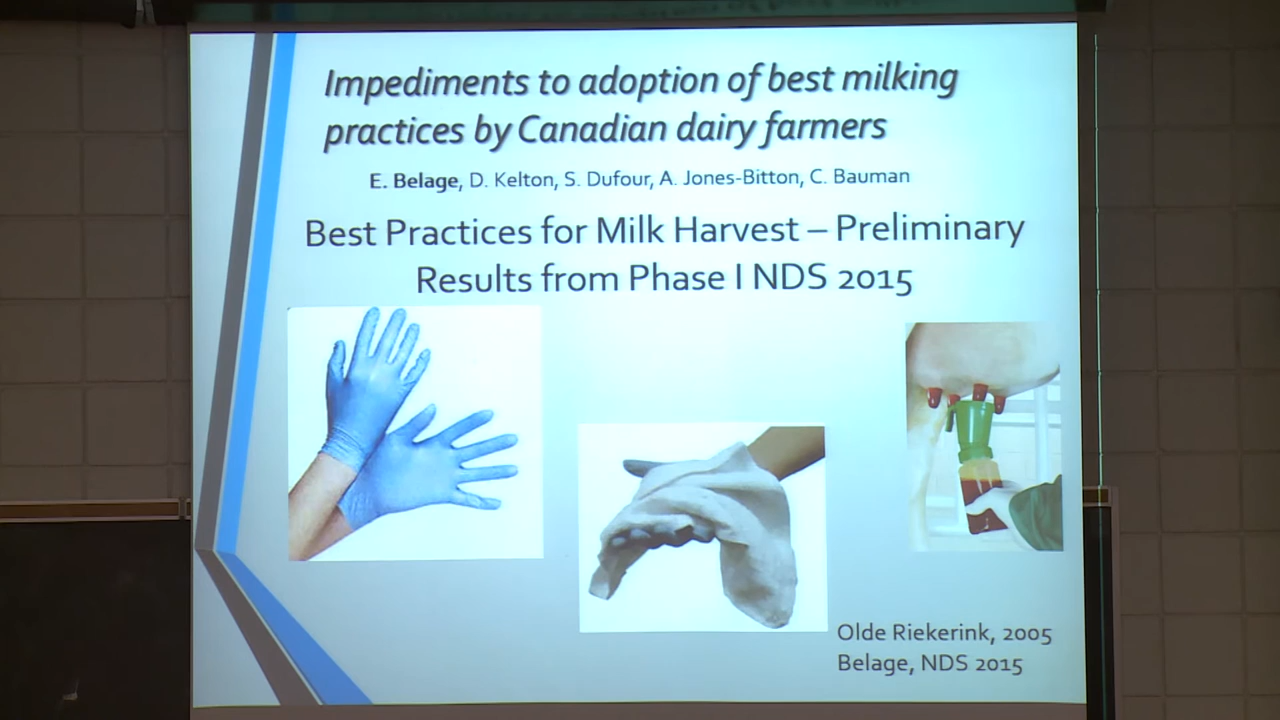 Impediments to adoption of best milking
practices by Canadian dairy farmers
E. Belage, D. Kelton, S. Dufour, A. Jones-Bitton, C. Bauman
Best Practices for Milk Harvest – Preliminary
Results from Phase I NDS 2015
Olde Riekerink, 2005
Belage, NDS 2015